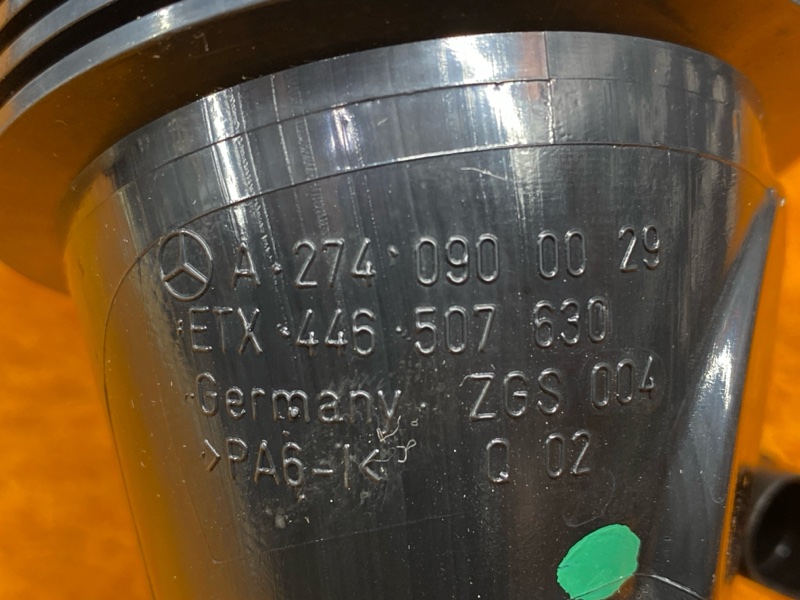 A 274 090 00 29
ETX 446 507 630
Germany ZGS 004
>PA6-I< Q 02